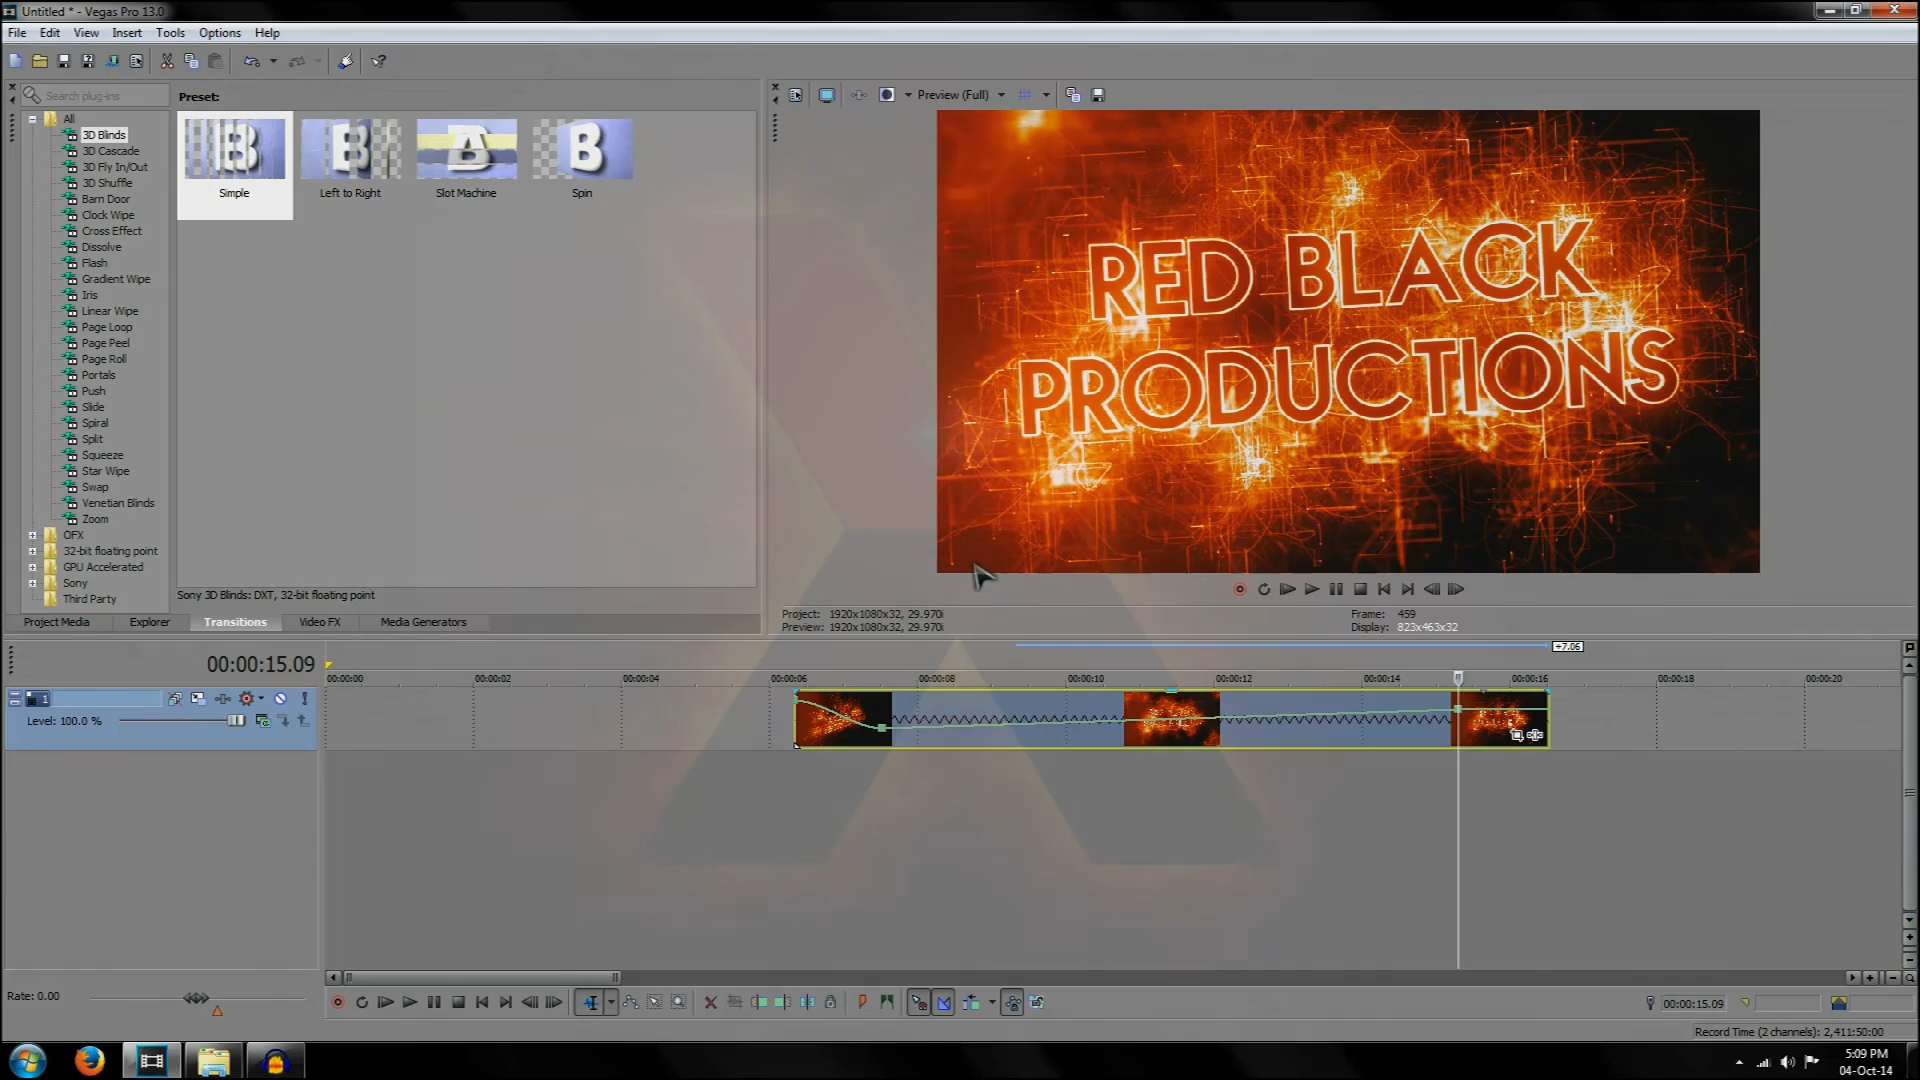 Untitled * - Vegas Pro 13.0
File Edit View Insert Tools Options Help
Search plug-ins
Preset:
All
3D Blinds
3D Cascade
3D Fly In/Out
3D Shuffle
Barn Door
Clock Wipe
Cross Effect
Dissolve
Flash
Gradient Wipe
Iris
Linear Wipe
Page Loop
Page Peel
Page Roll
Portals
Push
Slide
Spiral
Split
Squeeze
Star Wipe
Swap
Venetian Blinds
Zoom
OFX
32-bit floating point
GPU Accelerated
Sony
Third Party
Simple Left to Right Slot Machine Spin
Sony 3D Blinds: DXT, 32-bit floating point
Project Media Explorer Transitions Video FX Media Generators
Preview (Full)
RED BLACK
PRODUCTIONS
Project: 1920x1080x32, 29.970i
Preview: 1920x1080x32, 29.970i
Frame: 459
Display: 823x463x32
+7.06
00:00:15.09
00:00:00 00:00:02 00:00:04 00:00:06 00:00:08 00:00:10 00:00:12 00:00:14 00:00:16 00:00:18 00:00:20
1
Level: 100.0 %
Rate: 0.00
00:00:15.09
Record Time (2 channels): 2,411:50:00
5:09 PM
04-Oct-14